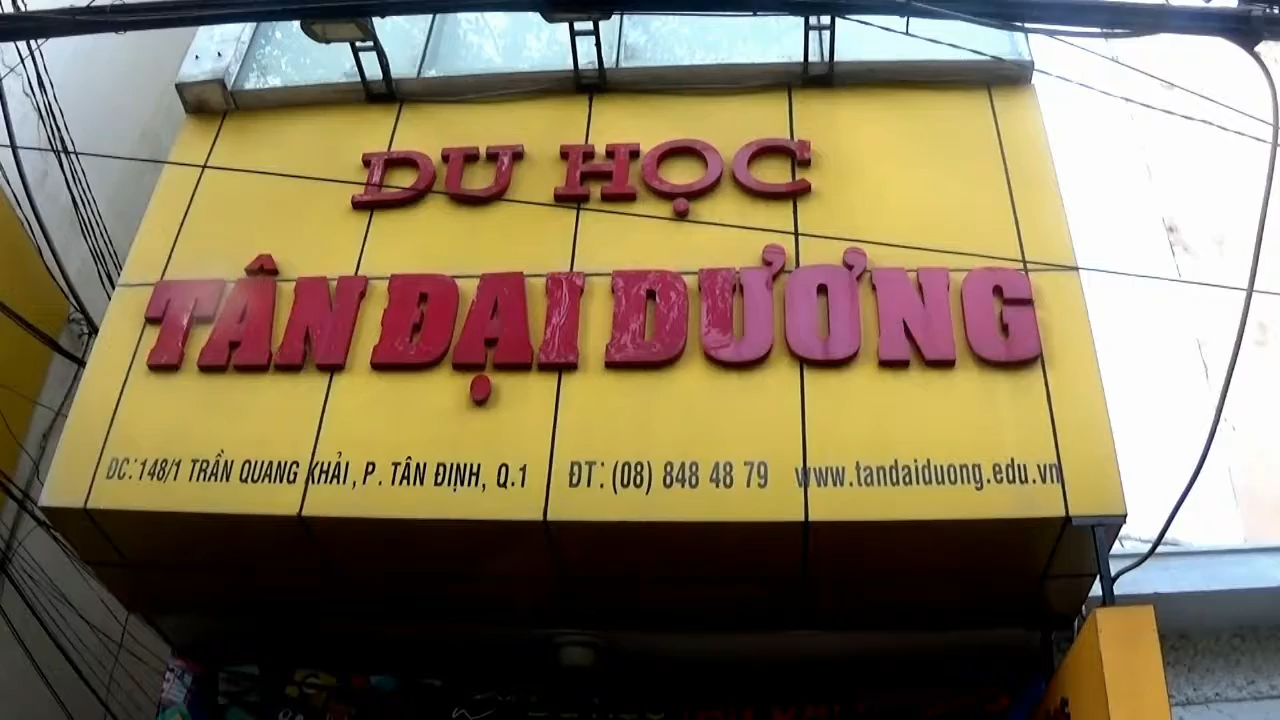 DU HỌC
TÂN ĐẠI DƯƠNG
ĐC: 148/1 TRẦN QUANG KHẢI, P. TÂN ĐỊNH, Q.1 ĐT: (08) 848 48 79 www.tandaiduong.edu.vn